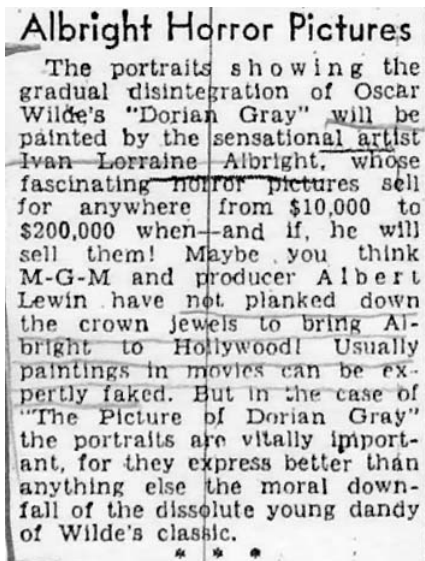 Albright Horror Pictures
The portraits showing the
gradual disintegration of Oscar
Wilde's "Dorian Gray" will be
painted by the sensational artist
Ivan Lorraine Albright, whose
fascinating horror pictures sell
for anywhere from $10,000 to
$200,000 when—and if, he will
sell them! Maybe you think
M-G-M and producer Albert
Lewin have not planked down
the crown jewels to bring Al-
bright to Hollywood! Usually
paintings in movies can be ex-
pertly faked. But in the case of
"The Picture of Dorian Gray"
the portraits are vitally import-
ant, for they express better than
anything else the moral down-
fall of the dissolute young dandy
of Wilde's classic.
* * *